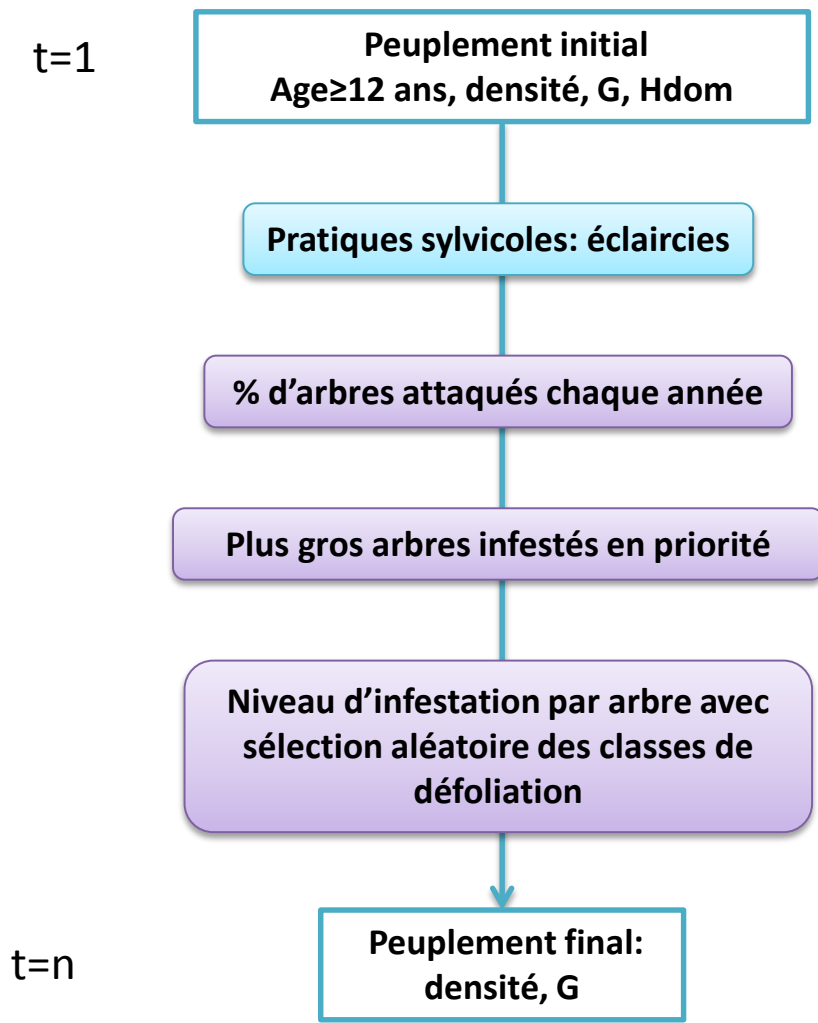 t=1
Peuplement initial
Age≥12 ans, densité, G, Hdom
Pratiques sylvicoles: éclaircies
% d'arbres attaqués chaque année
Plus gros arbres infestés en priorité
Niveau d'infestation par arbre avec
sélection aléatoire des classes de
défoliation
t=n
Peuplement final:
densité, G